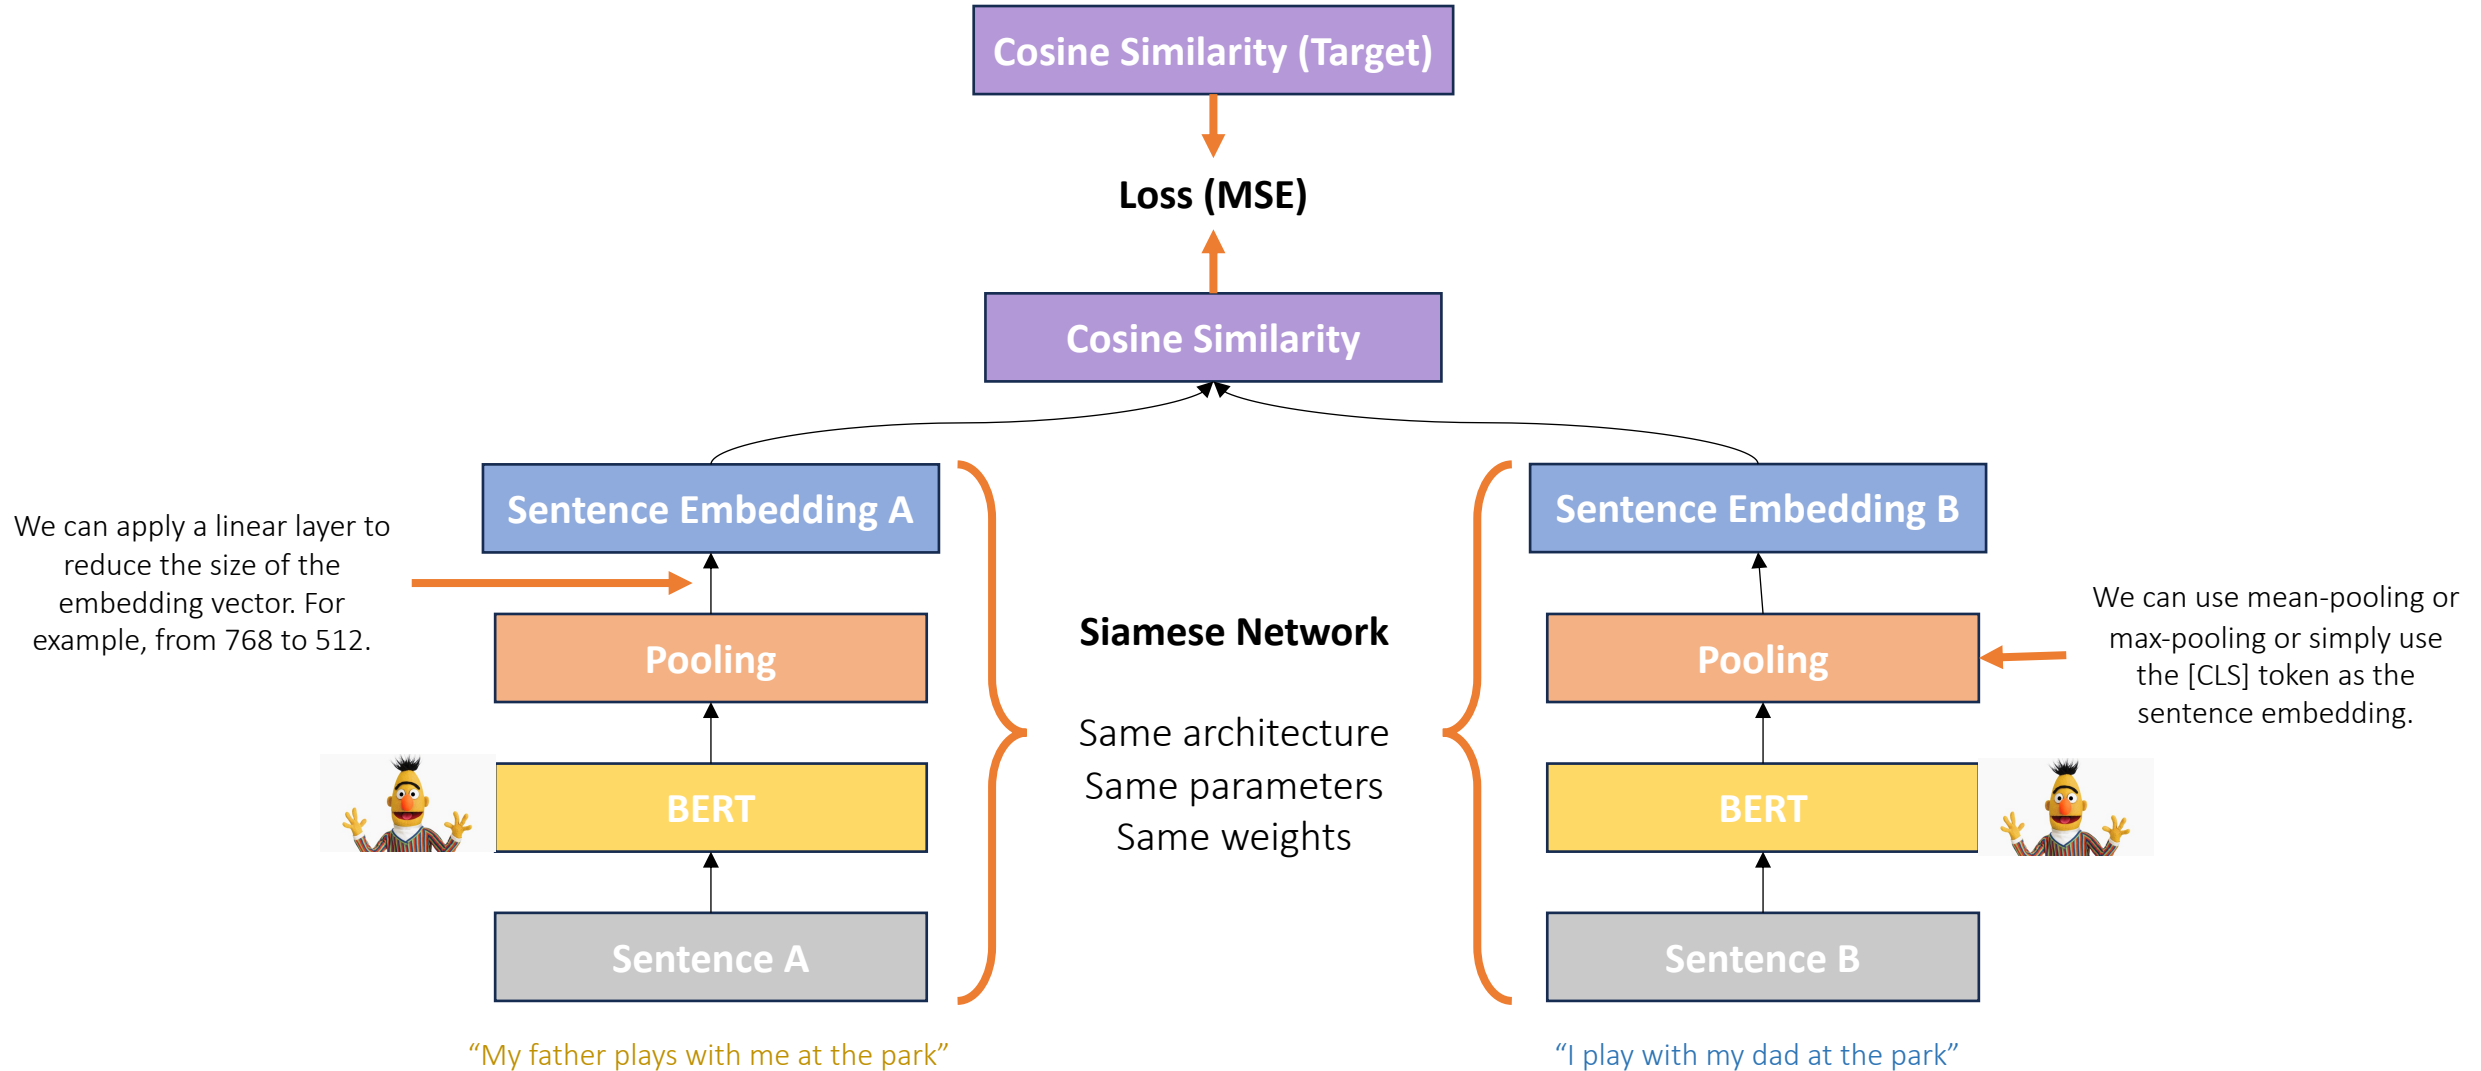 Cosine Similarity (Target)
Loss (MSE)
Cosine Similarity
Sentence Embedding A
Sentence Embedding B
We can apply a linear layer to
reduce the size of the
embedding vector. For
example, from 768 to 512.
Pooling
Siamese Network
Same architecture
Same parameters
Same weights
Pooling
We can use mean-pooling or
max-pooling or simply use
the [CLS] token as the
sentence embedding.
BERT
BERT
Sentence A
Sentence B
“My father plays with me at the park”
“I play with my dad at the park”